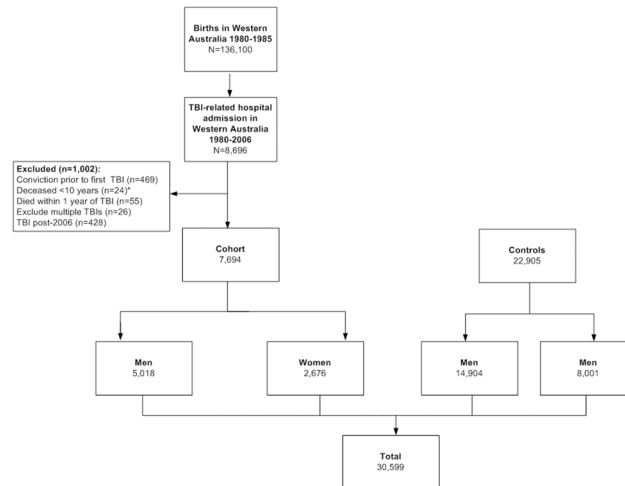 Births in Western
Australia 1980-1985
N=136,100
TBI-related hospital
admission in
Western Australia
1980-2006
N=8,696
Excluded (n=1,002):
Conviction prior to first TBI (n=469)
Deceased <10 years (n=24)*
Died within 1 year of TBI (n=55)
Exclude multiple TBIs (n=26)
TBI post-2006 (n=428)
Cohort
7,694
Controls
22,905
Men
5,018
Women
2,676
Men
14,904
Men
8,001
Total
30,599